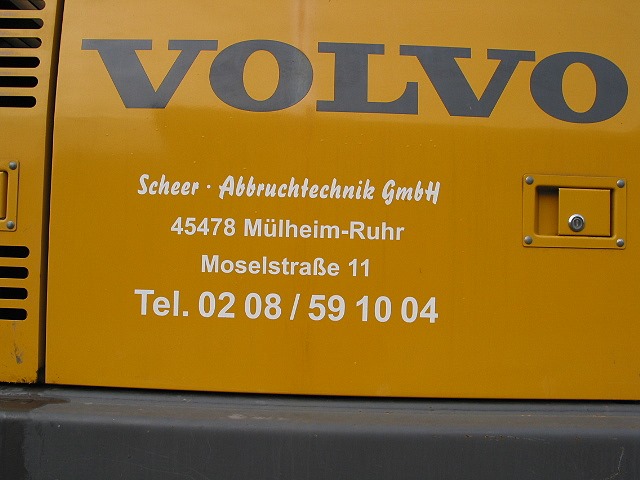 VOLVO
Scheer · Abbruchtechnik GmbH
45478 Mülheim-Ruhr
Moselstraße 11
Tel. 02 08 / 59 10 04